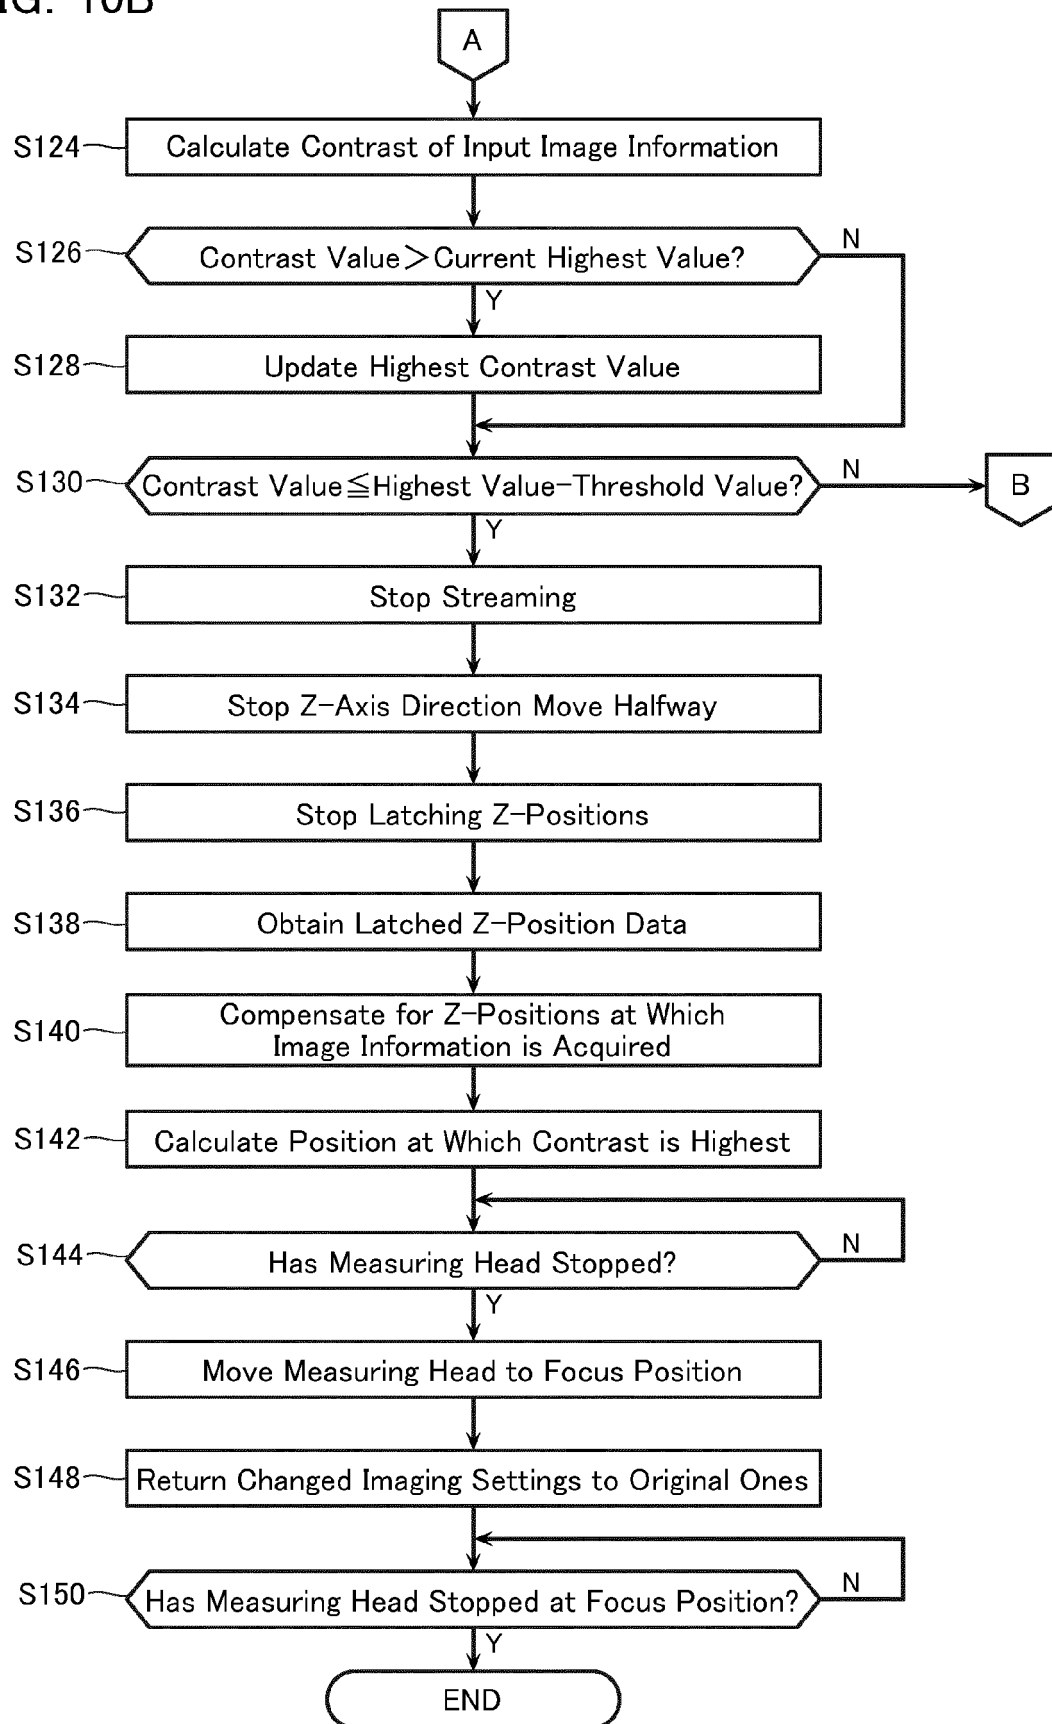 IG. 10B
A
S124
Calculate Contrast of Input Image Information
S126
Contrast Value＞Current Highest Value?
N
Y
S128
Update Highest Contrast Value
S130
Contrast Value≦Highest Value-Threshold Value?
N
B
Y
S132
Stop Streaming
S134
Stop Z-Axis Direction Move Halfway
S136
Stop Latching Z-Positions
S138
Obtain Latched Z-Position Data
S140
Compensate for Z-Positions at Which
Image Information is Acquired
S142
Calculate Position at Which Contrast is Highest
S144
Has Measuring Head Stopped?
N
Y
S146
Move Measuring Head to Focus Position
S148
Return Changed Imaging Settings to Original Ones
S150
Has Measuring Head Stopped at Focus Position?
N
Y
END